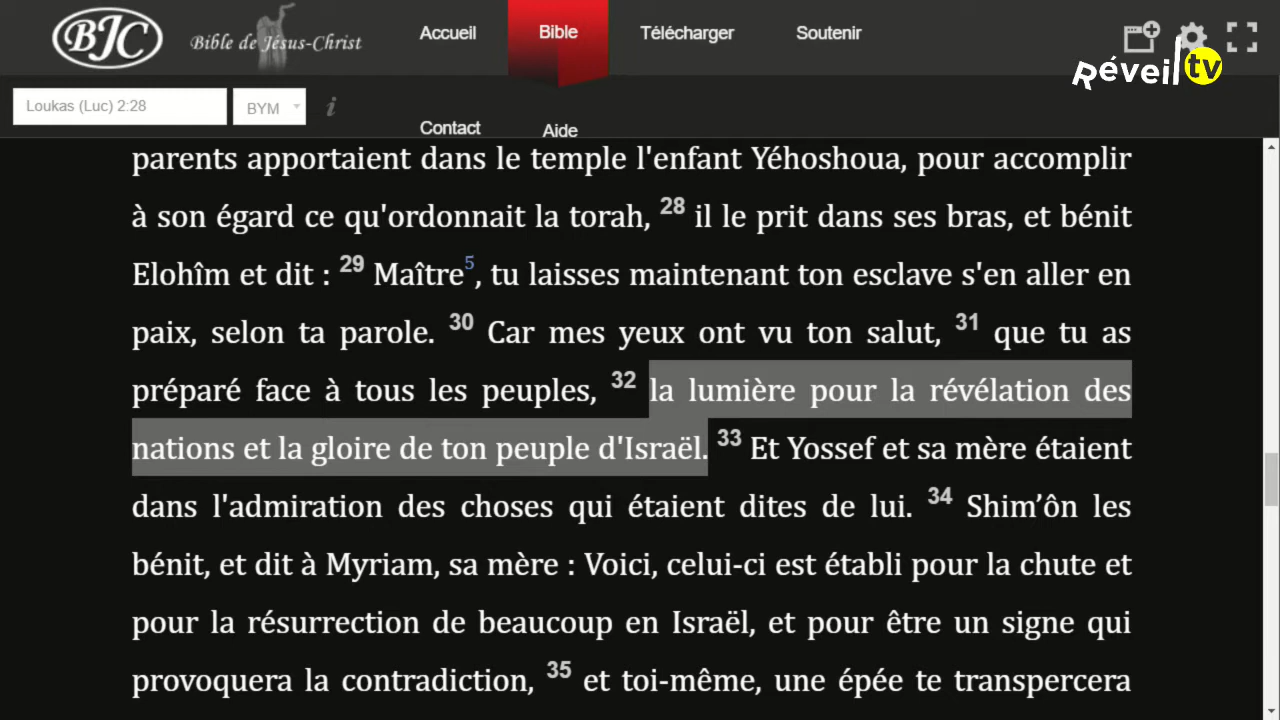 BJC
Bible de Jésus-Christ
Accueil
Bible
Télécharger
Soutenir
Réveil tv
Loukas (Luc) 2:28
BYM
i
Contact
Aide
parents apportaient dans le temple l'enfant Yéhoshoua, pour accomplir
à son égard ce qu'ordonnait la torah, 28 il le prit dans ses bras, et bénit
Elohîm et dit : 29 Maître5, tu laisses maintenant ton esclave s'en aller en
paix, selon ta parole. 30 Car mes yeux ont vu ton salut, 31 que tu as
préparé face à tous les peuples, 32 la lumière pour la révélation des
nations et la gloire de ton peuple d'Israël. 33 Et Yossef et sa mère étaient
dans l'admiration des choses qui étaient dites de lui. 34 Shim’ôn les
bénit, et dit à Myriam, sa mère : Voici, celui-ci est établi pour la chute et
pour la résurrection de beaucoup en Israël, et pour être un signe qui
provoquera la contradiction, 35 et toi-même, une épée te transpercera